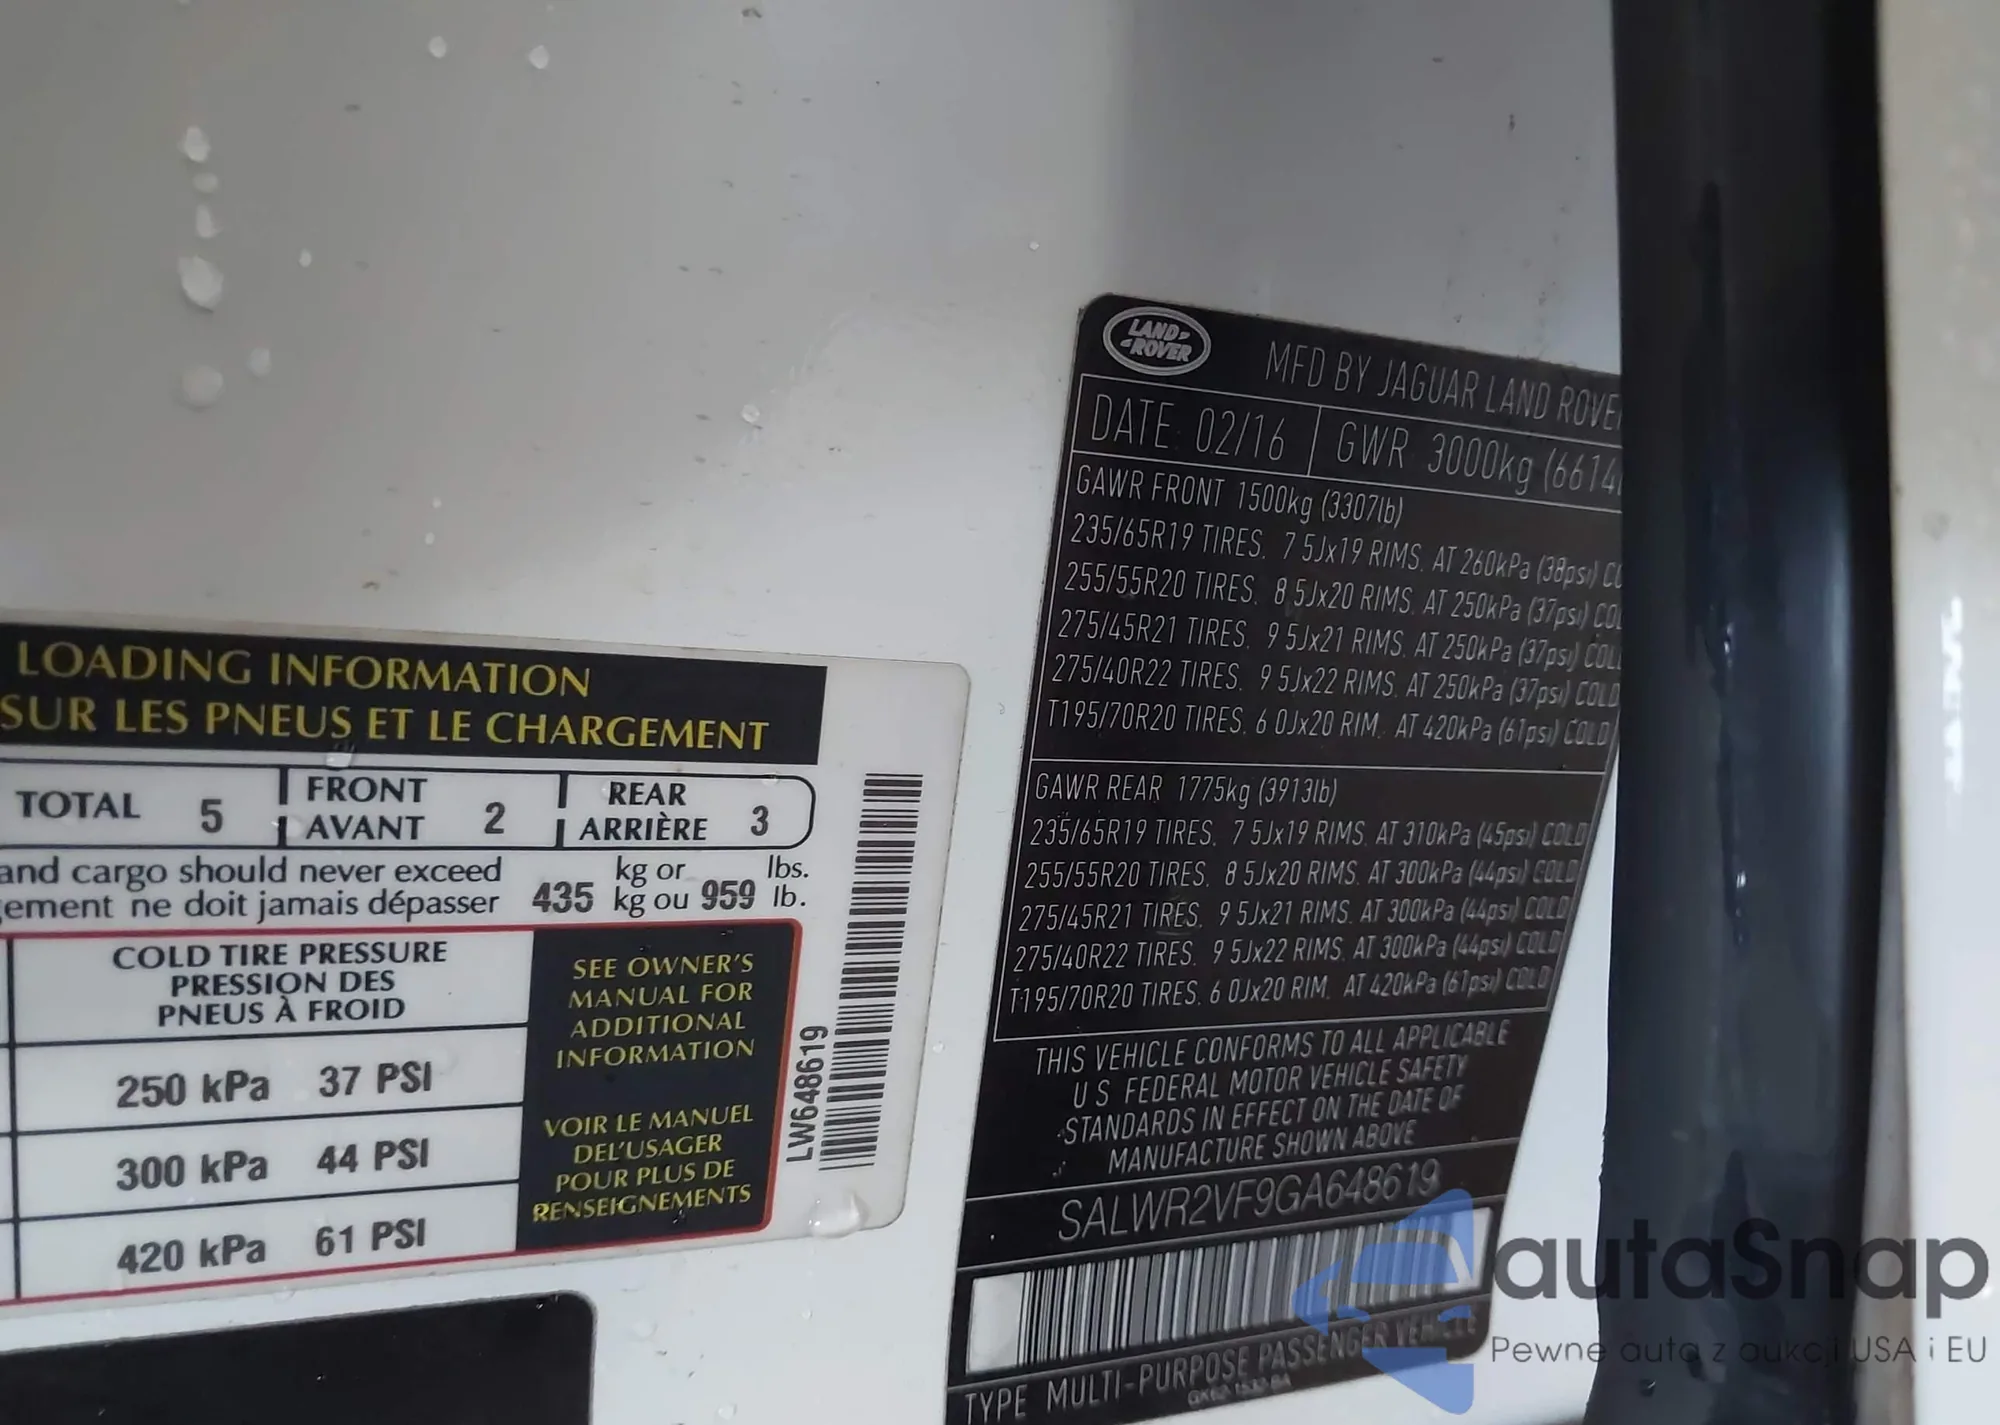 LOADING INFORMATION
SUR LES PNEUS ET LE CHARGEMENT
TOTAL 5 FRONT AVANT 2 REAR ARRIÈRE 3
and cargo should never exceed
gement ne doit jamais dépasser
435 kg or kg ou 959 lbs. lb.
COLD TIRE PRESSURE
PRESSION DES
PNEUS À FROID
250 kPa 37 PSI
300 kPa 44 PSI
420 kPa 61 PSI
SEE OWNER'S
MANUAL FOR
ADDITIONAL
INFORMATION
VOIR LE MANUEL
DEL'USAGER
POUR PLUS DE
RENSEIGNEMENTS
LW648619
LAND
ROVER
MFD BY JAGUAR LAND ROVE
DATE: 02/16 GWR 3000kg (6614
GAWR FRONT 1500kg (3307lb)
235/65R19 TIRES. 7 5Jx19 RIMS. AT 260kPa (38psi) CO
255/55R20 TIRES. 8 5Jx20 RIMS. AT 250kPa (37psi) COL
275/45R21 TIRES. 9 5Jx21 RIMS. AT 250kPa (37psi) COL
275/40R22 TIRES. 9 5Jx22 RIMS. AT 250kPa (37psi) COLD
T195/70R20 TIRES. 6 0Jx20 RIM. AT 420kPa (61psi) COLD
GAWR REAR 1775kg (3913lb)
235/65R19 TIRES. 7 5Jx19 RIMS. AT 310kPa (45psi) COLD
255/55R20 TIRES. 8 5Jx20 RIMS. AT 300kPa (44psi) COLD
275/45R21 TIRES. 9 5Jx21 RIMS. AT 300kPa (44psi) COLD
275/40R22 TIRES. 9 5Jx22 RIMS. AT 300kPa (44psi) COLD
T195/70R20 TIRES. 6 0Jx20 RIM. AT 420kPa (61psi) COLD
THIS VEHICLE CONFORMS TO ALL APPLICABLE
U S FEDERAL MOTOR VEHICLE SAFETY
STANDARDS IN EFFECT ON THE DATE OF
MANUFACTURE SHOWN ABOVE
SALWR2VF9GA648619
TYPE MULTI-PURPOSE PASSENGER VEHICLE
autaSnap
Pewne auta z aukcji USA i EU